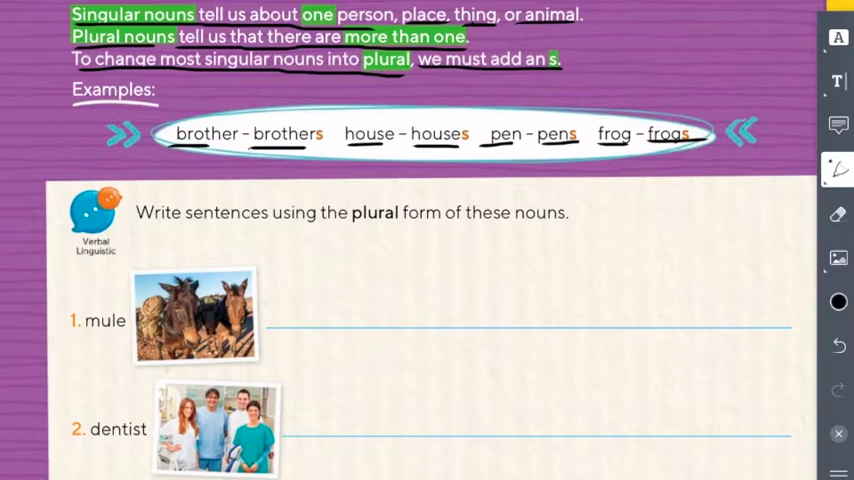 Singular nouns tell us about one person, place, thing, or animal.
Plural nouns tell us that there are more than one.
To change most singular nouns into plural, we must add an s.
Examples:
brother – brothers house – houses pen – pens frog – frogs
Verbal
Linguistic
Write sentences using the plural form of these nouns.
1. mule
2. dentist
A
T